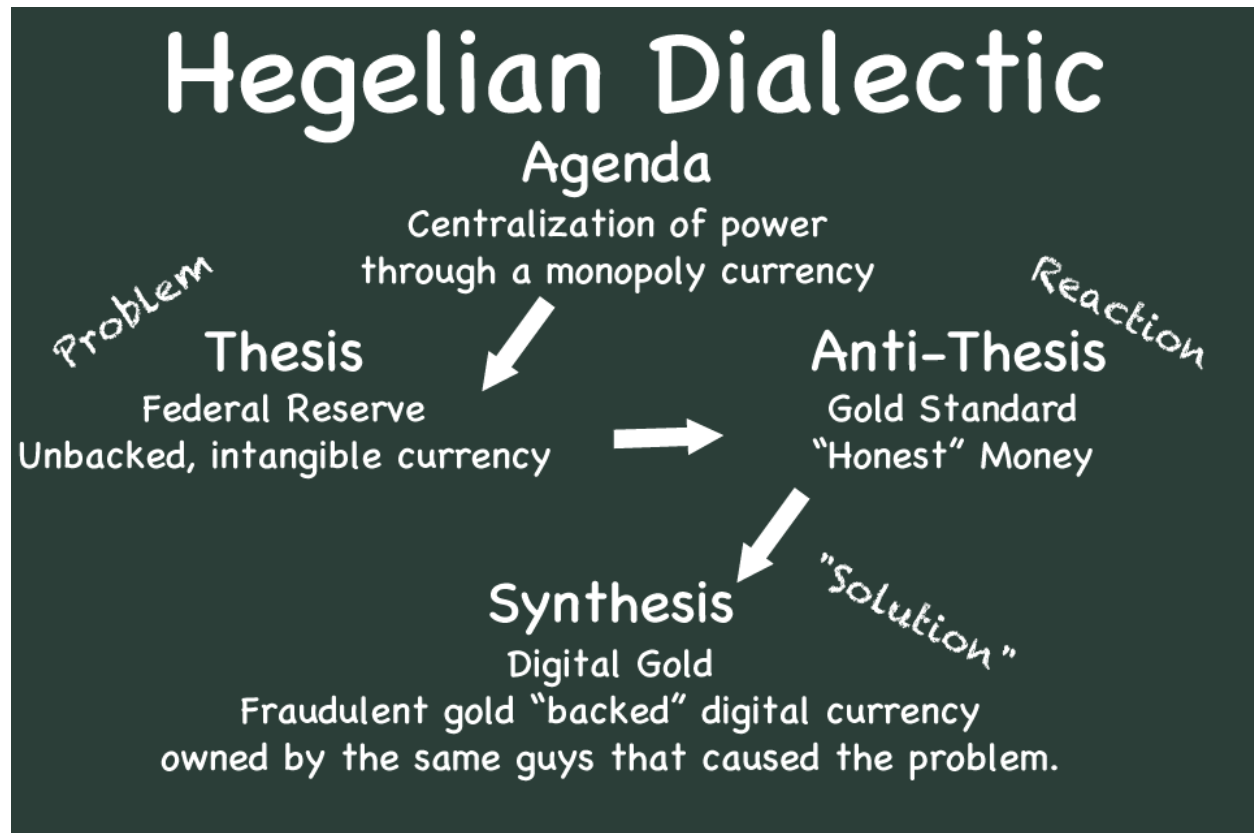 Hegelian Dialectic
Agenda
Centralization of power
through a monopoly currency
Problem
Reaction
Thesis
Federal Reserve
Unbacked, intangible currency
Anti-Thesis
Gold Standard
“Honest” Money
"Solution"
Synthesis
Digital Gold
Fraudulent gold “backed” digital currency
owned by the same guys that caused the problem.